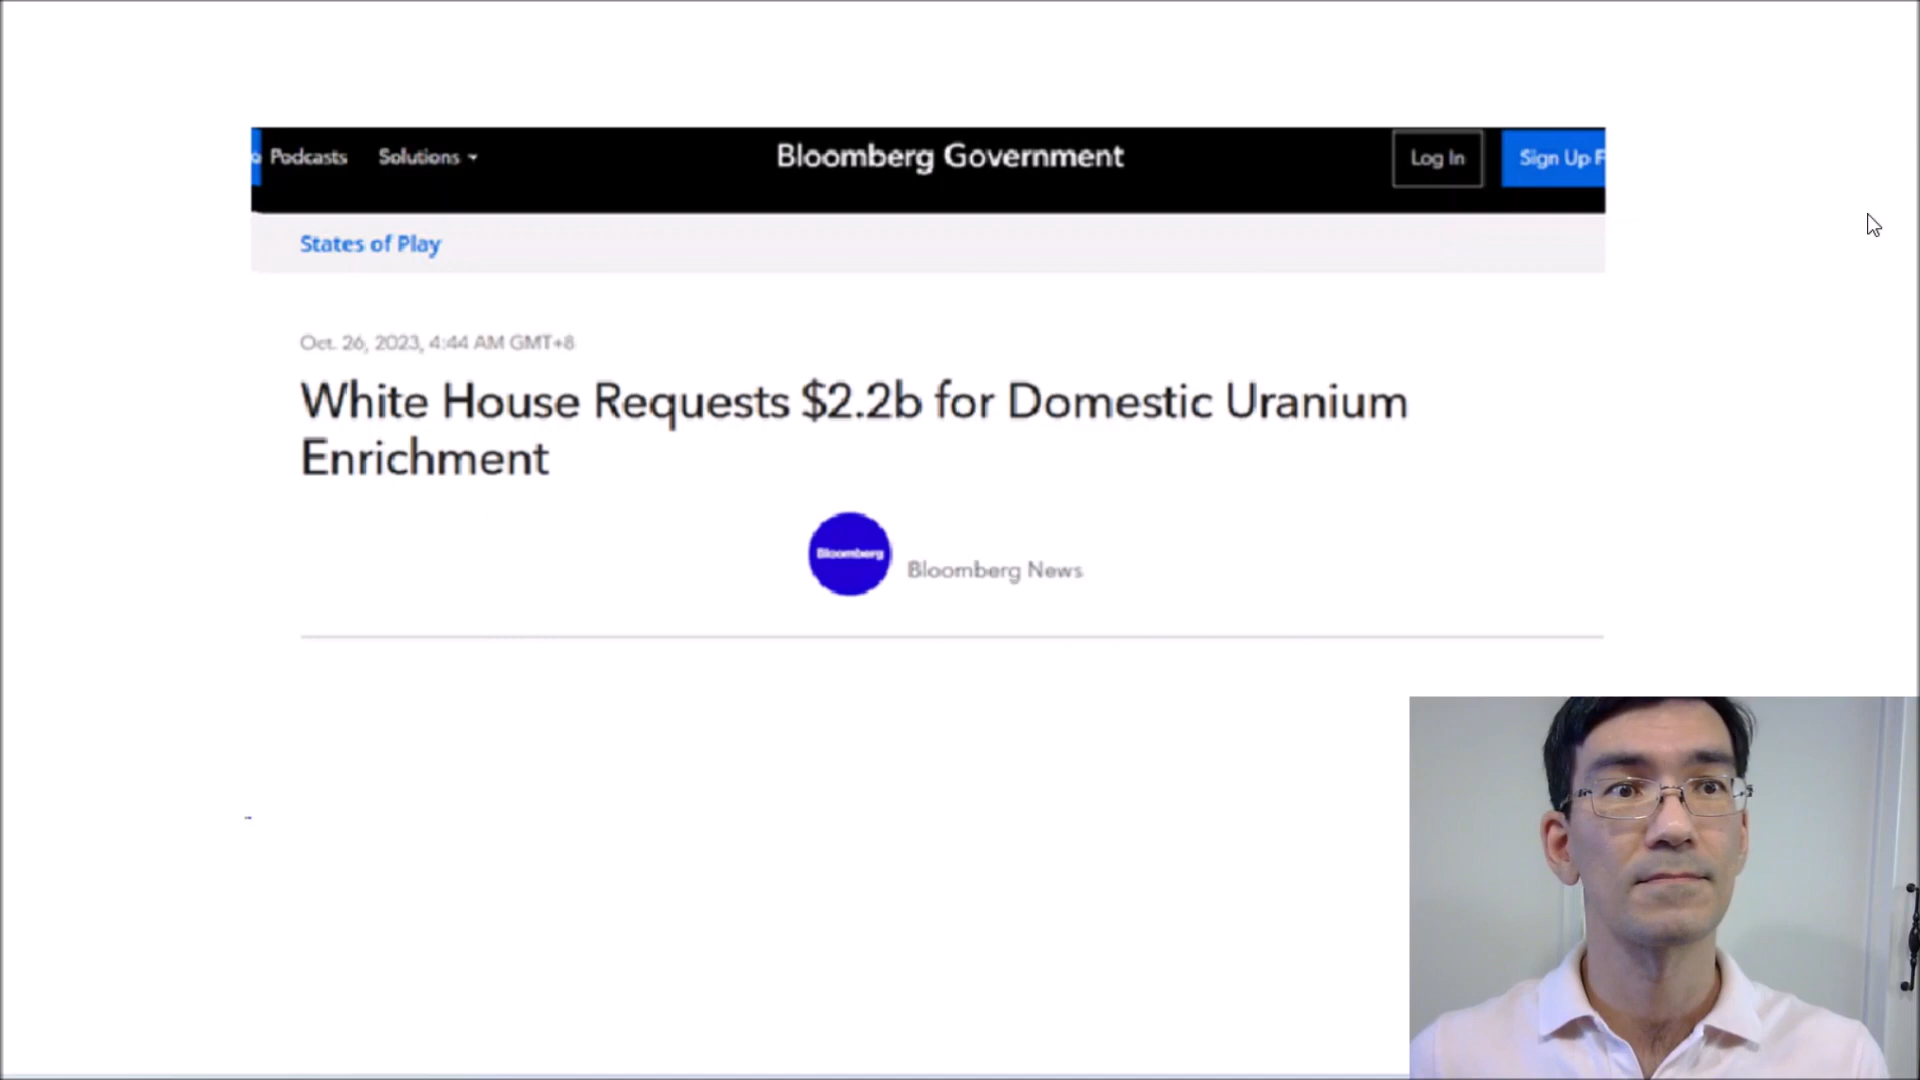 Podcasts Solutions Bloomberg Government Log In Sign Up F
States of Play
Oct. 26, 2023, 4:44 AM GMT+8
White House Requests $2.2b for Domestic Uranium
Enrichment
Bloomberg
Bloomberg News